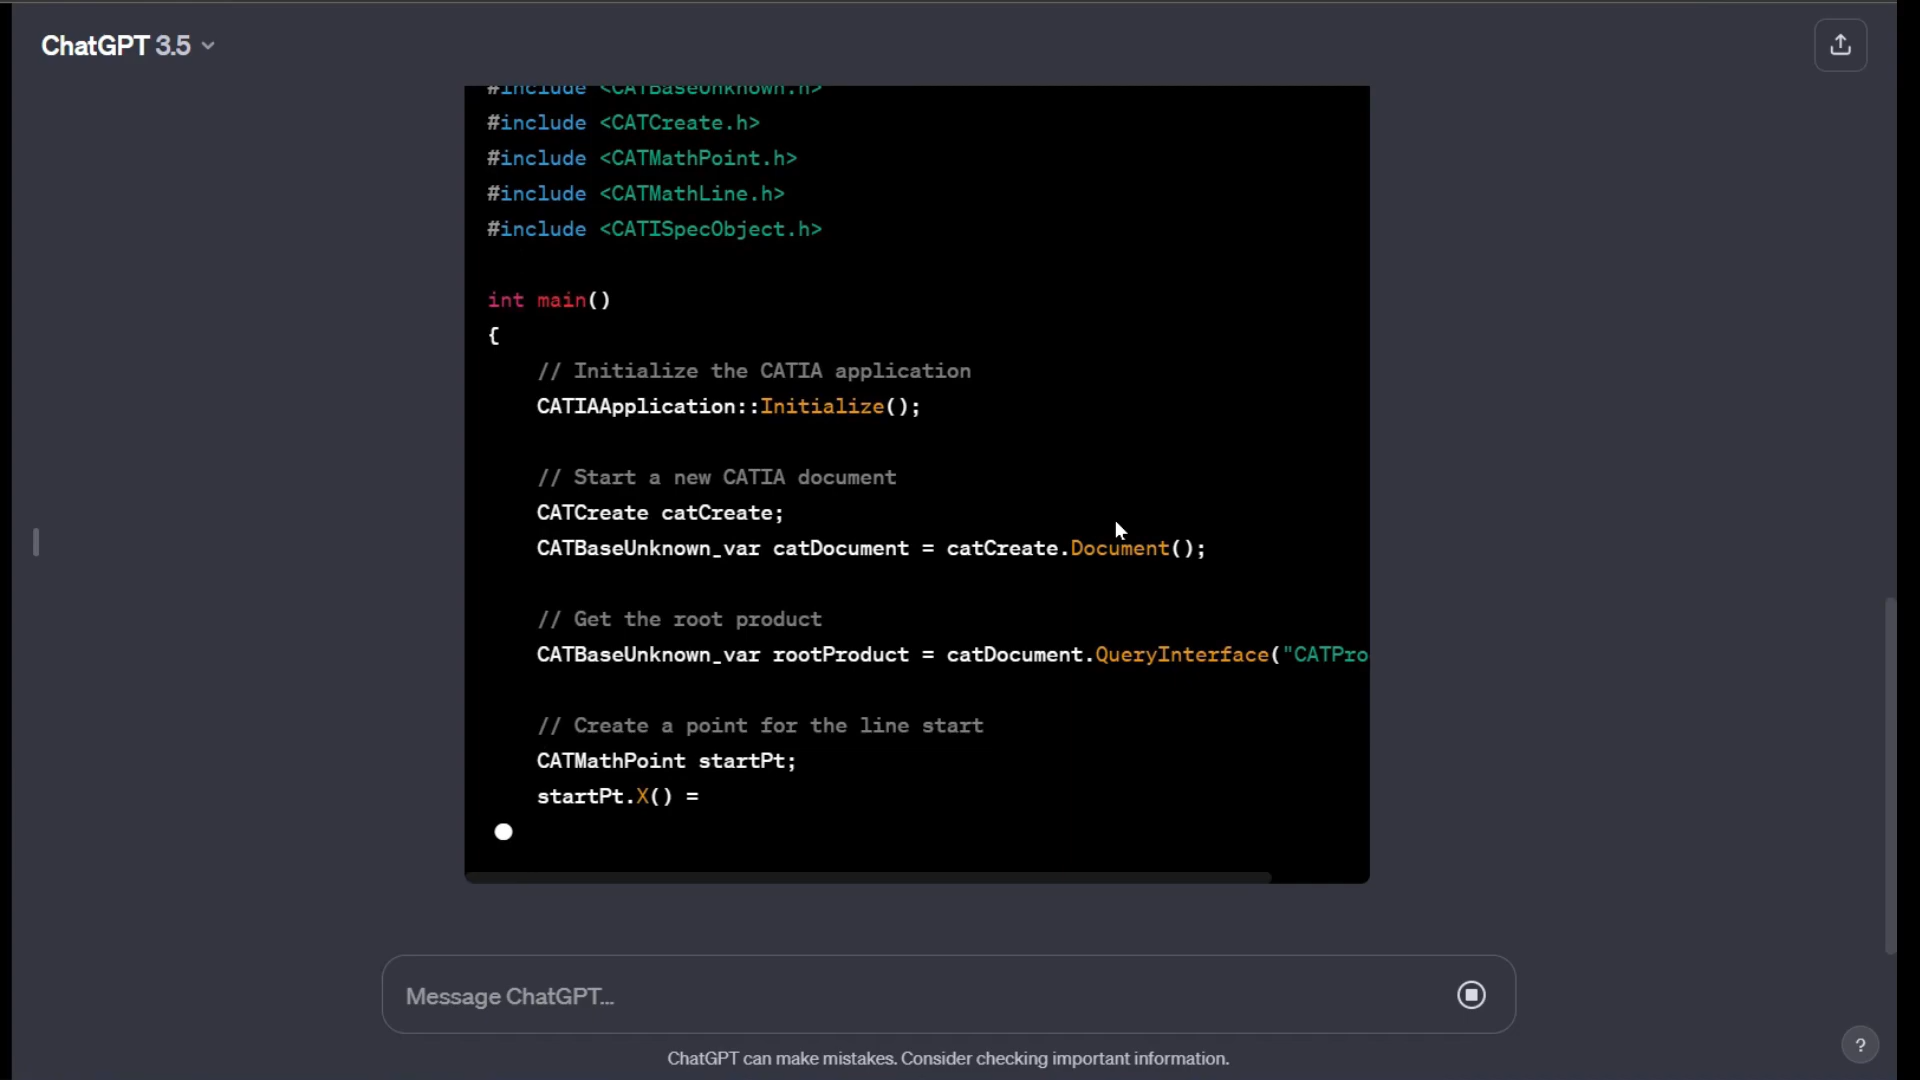 ChatGPT 3.5
#include <CATBaseUnknown.h>
#include <CATCreate.h>
#include <CATMathPoint.h>
#include <CATMathLine.h>
#include <CATISpecObject.h>
int main()
{
// Initialize the CATIA application
CATIAApplication::Initialize();
// Start a new CATIA document
CATCreate catCreate;
CATBaseUnknown_var catDocument = catCreate.Document();
// Get the root product
CATBaseUnknown_var rootProduct = catDocument.QueryInterface("CATPro
// Create a point for the line start
CATMathPoint startPt;
startPt.X() =
Message ChatGPT...
ChatGPT can make mistakes. Consider checking important information.
?